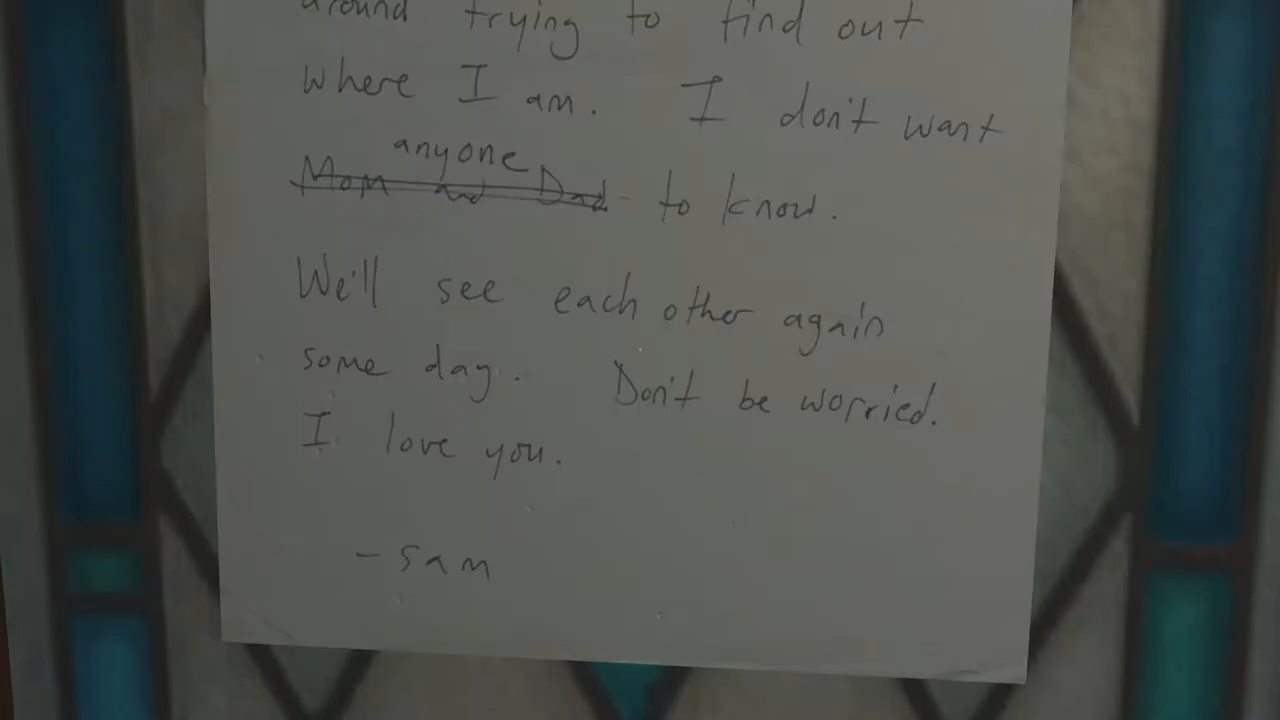 around trying to find out
where I am. I don't want
anyone
Mom and Dad to know.
We'll see each other again
some day. Don't be worried.
I love you.
- Sam